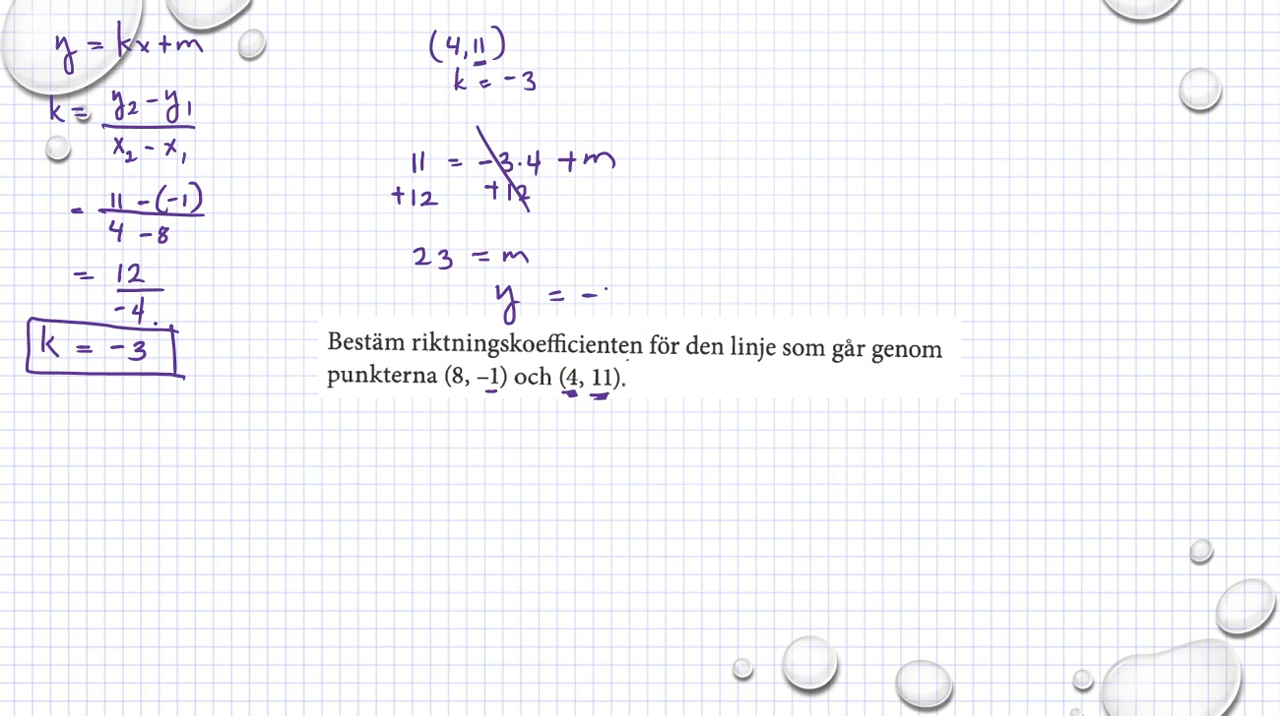 y = kx + m
k = y₂ - y₁ / x₂ - x₁
= 11 - (-1) / 4 - 8
= 12 / -4
k = -3
(4, 11)
k = -3
11 = -3·4 + m
+12 +12
23 = m
y = -
Bestäm riktningskoefficienten för den linje som går genom
punkterna (8, –1) och (4, 11).